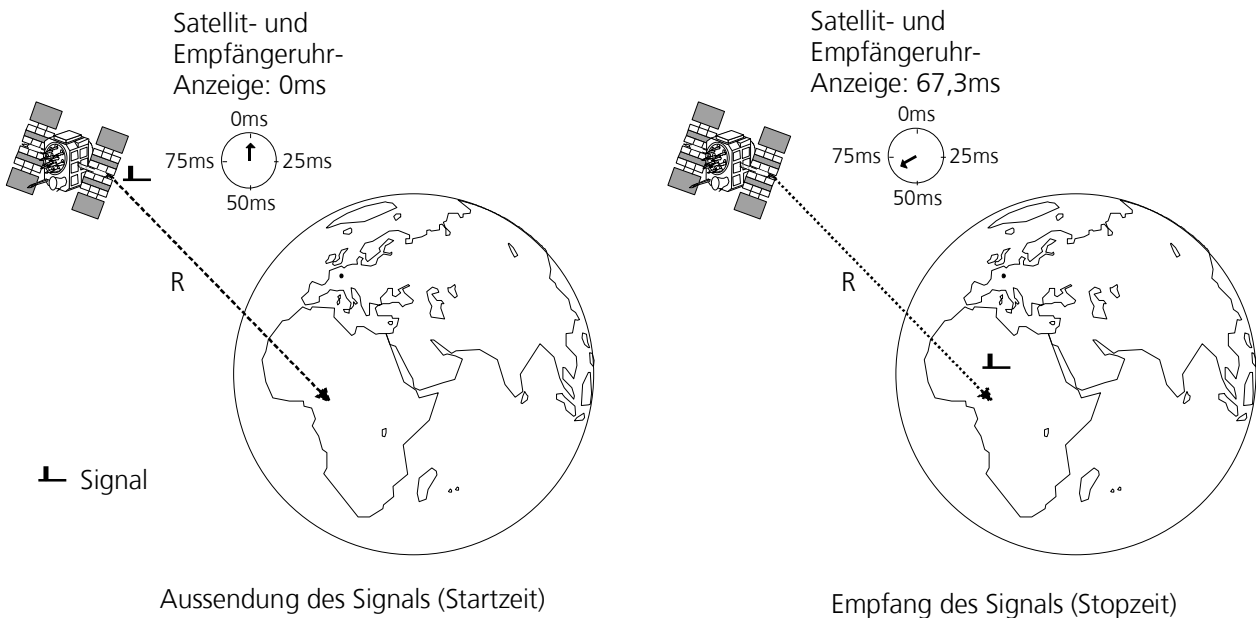 Satellit- und
Empfängeruhr-
Anzeige: 0ms
0ms
75ms
25ms
50ms
R
Signal
Aussendung des Signals (Startzeit)
Satellit- und
Empfängeruhr-
Anzeige: 67,3ms
0ms
75ms
25ms
50ms
R
Empfang des Signals (Stopzeit)